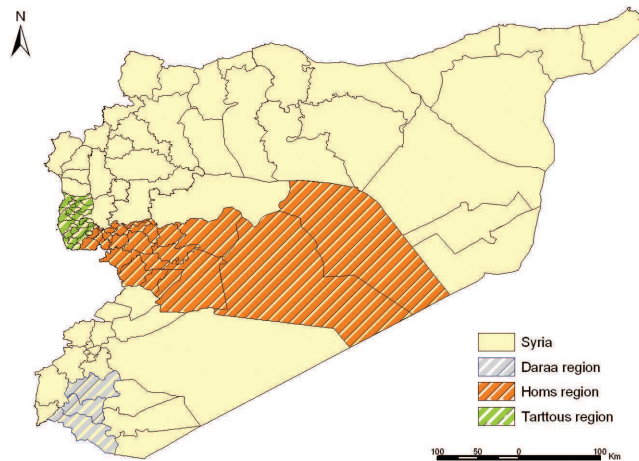 N
Syria
Daraa region
Homs region
Tarttous region
100 50 0 100 Km